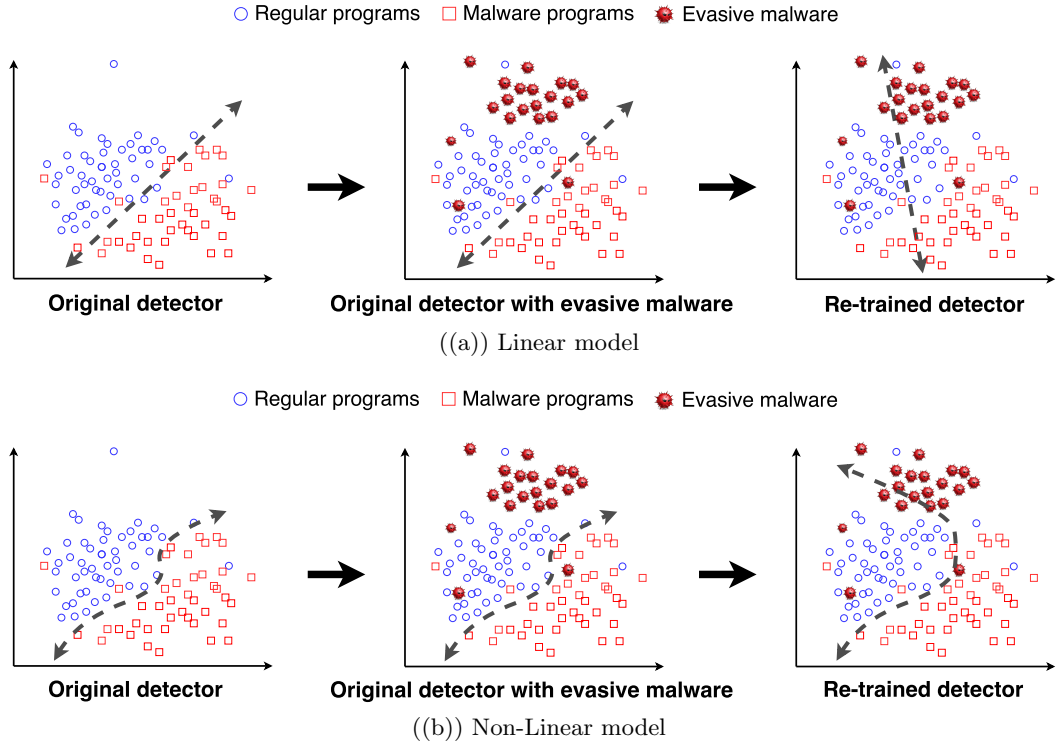 Regular programs Malware programs Evasive malware
Original detector Original detector with evasive malware Re-trained detector
((a)) Linear model
Regular programs Malware programs Evasive malware
Original detector Original detector with evasive malware Re-trained detector
((b)) Non-Linear model